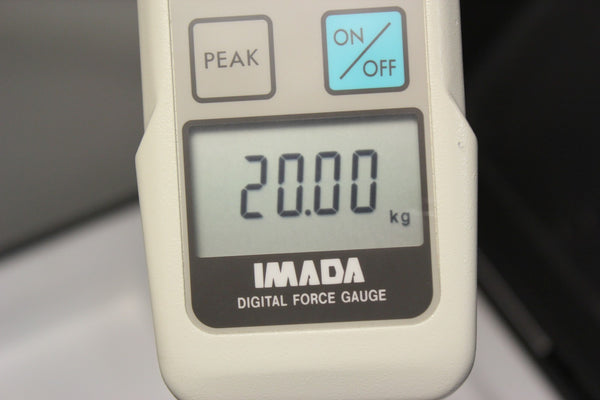 PEAK
ON/OFF
20.00 kg
IMADA
DIGITAL FORCE GAUGE